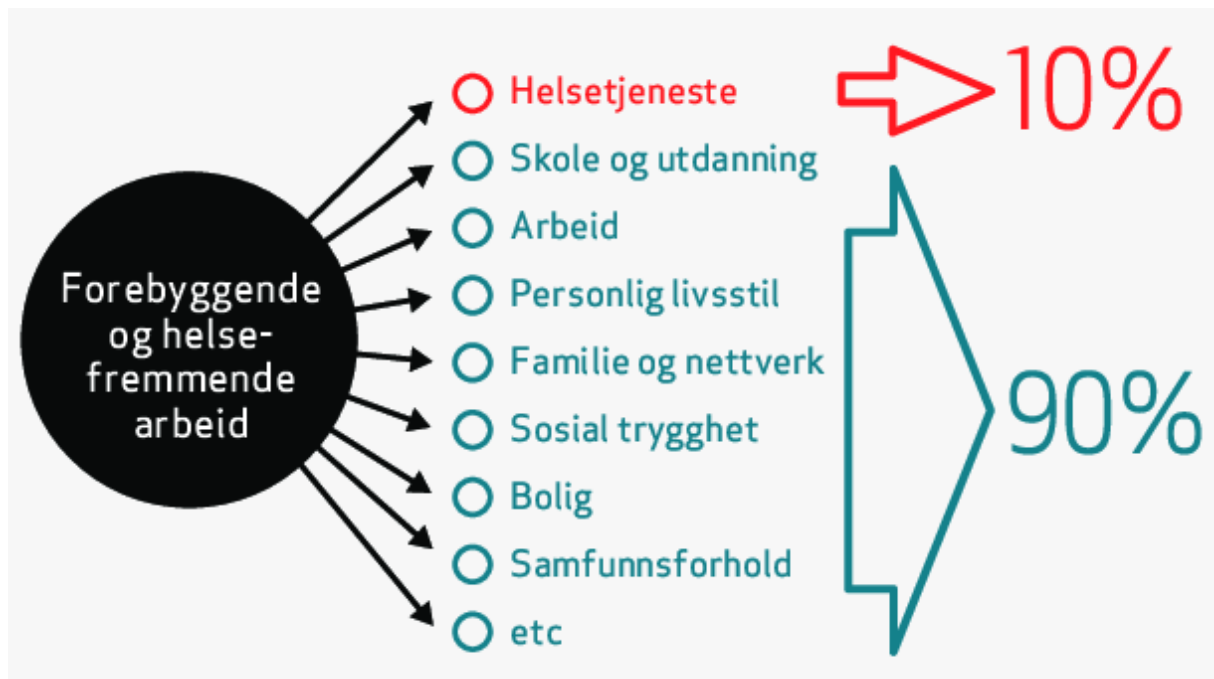 Forebyggende
og helse-
fremmende
arbeid
Helsetjeneste
Skole og utdanning
Arbeid
Personlig livsstil
Familie og nettverk
Sosial trygghet
Bolig
Samfunnsforhold
etc
10%
90%